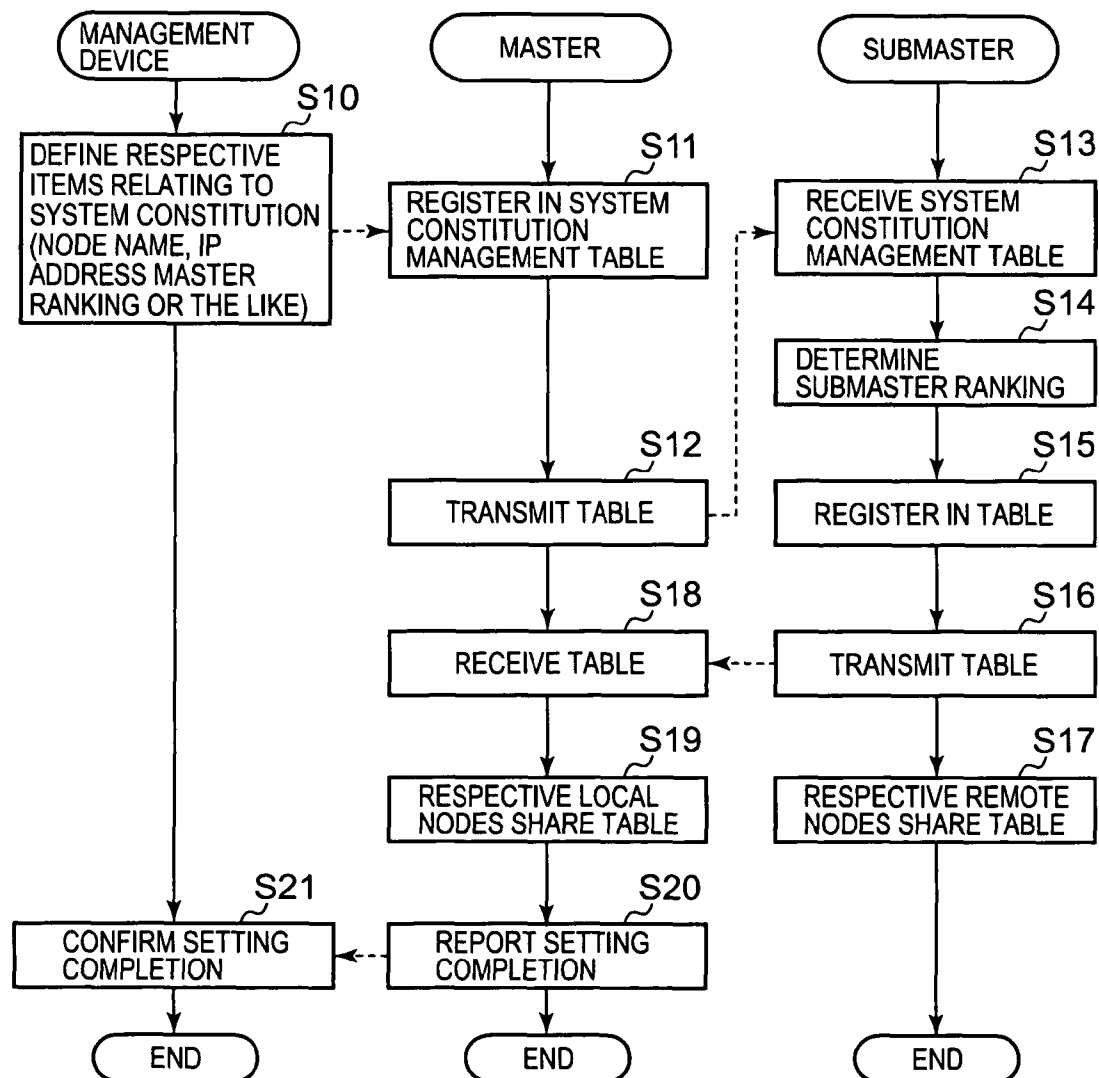 MANAGEMENT
DEVICE
MASTER
SUBMASTER
S10
DEFINE RESPECTIVE
ITEMS RELATING TO
SYSTEM CONSTITUTION
(NODE NAME, IP
ADDRESS MASTER
RANKING OR THE LIKE)
S11
REGISTER IN SYSTEM
CONSTITUTION
MANAGEMENT TABLE
S13
RECEIVE SYSTEM
CONSTITUTION
MANAGEMENT TABLE
S14
DETERMINE
SUBMASTER RANKING
S12
TRANSMIT TABLE
S15
REGISTER IN TABLE
S18
RECEIVE TABLE
S16
TRANSMIT TABLE
S19
RESPECTIVE LOCAL
NODES SHARE TABLE
S17
RESPECTIVE REMOTE
NODES SHARE TABLE
S21
CONFIRM SETTING
COMPLETION
S20
REPORT SETTING
COMPLETION
END
END
END